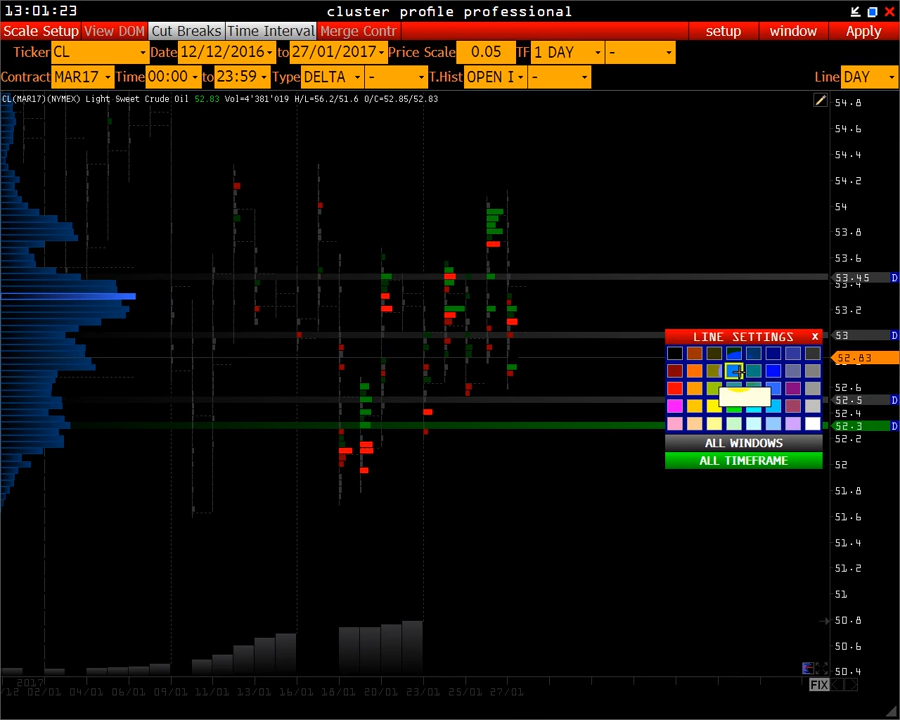 13:01:23
cluster profile professional
Scale Setup View DOM Cut Breaks Time Interval Merge Contr setup window Apply
Ticker CL Date 12/12/2016 to 27/01/2017 Price Scale 0.05 TF 1 DAY -
Contract MAR17 Time 00:00 to 23:59 Type DELTA - T.Hist OPEN I - Line DAY
CL(MAR17)(NYMEX) Light Sweet Crude Oil 52.83 Vol=4'381'019 H/L=56.2/51.6 O/C=52.85/52.83
54.8
54.6
54.4
54.2
54
53.8
53.6
53.45 D
53.4
53.2
53 D
LINE SETTINGS x
52.83
52.6
52.5 D
52.4
52.3 D
52.2
ALL WINDOWS
ALL TIMEFRAME
52
51.8
51.6
51.4
51.2
51
50.8
50.6
50.4
2017
/12 02/01 04/01 06/01 09/01 11/01 13/01 16/01 18/01 20/01 23/01 25/01 27/01
FIX